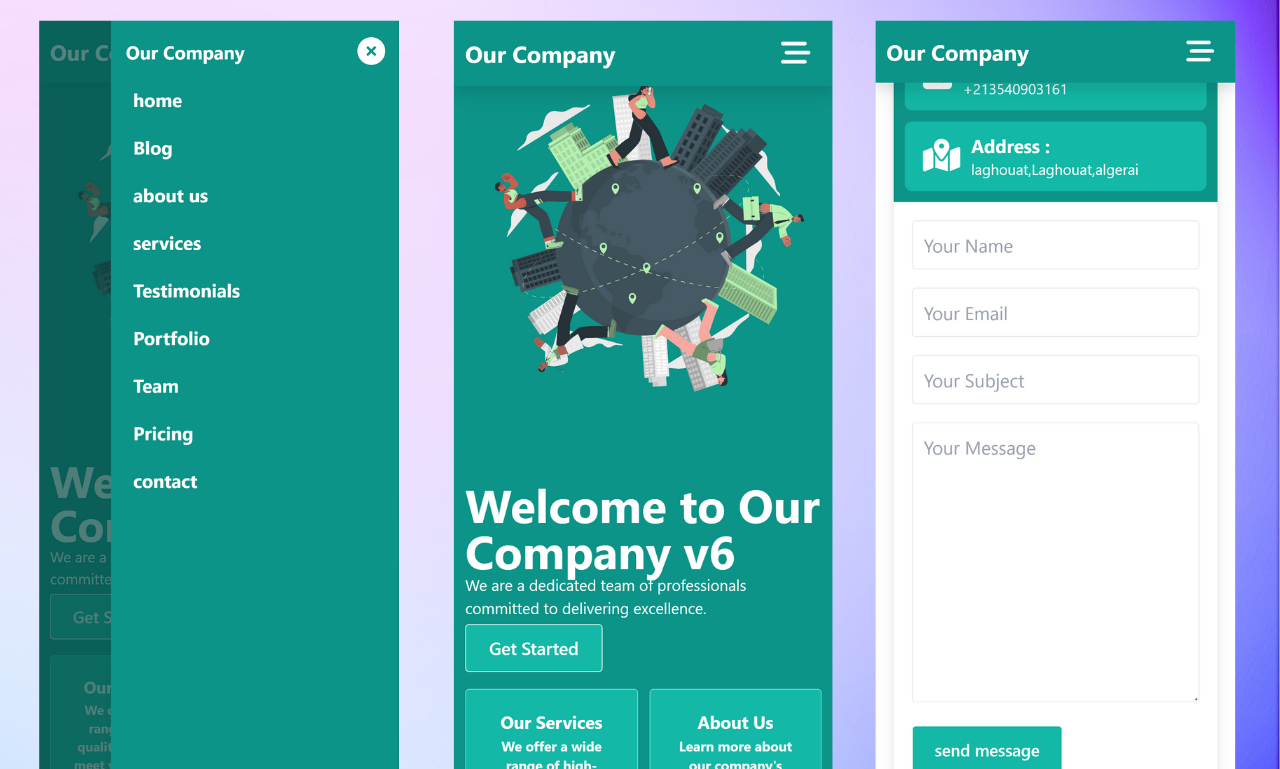 Our C
Our Company
home
Blog
about us
services
Testimonials
Portfolio
Team
Pricing
contact
We
Co
We are a
committe
Get S
Our
We
rang
qualit
meet
Our Company
Welcome to Our
Company v6
We are a dedicated team of professionals
committed to delivering excellence.
Get Started
Our Services
We offer a wide
range of high-
About Us
Learn more about
our company's
Our Company
+213540903161
Address :
laghouat,Laghouat,algerai
Your Name
Your Email
Your Subject
Your Message
send message